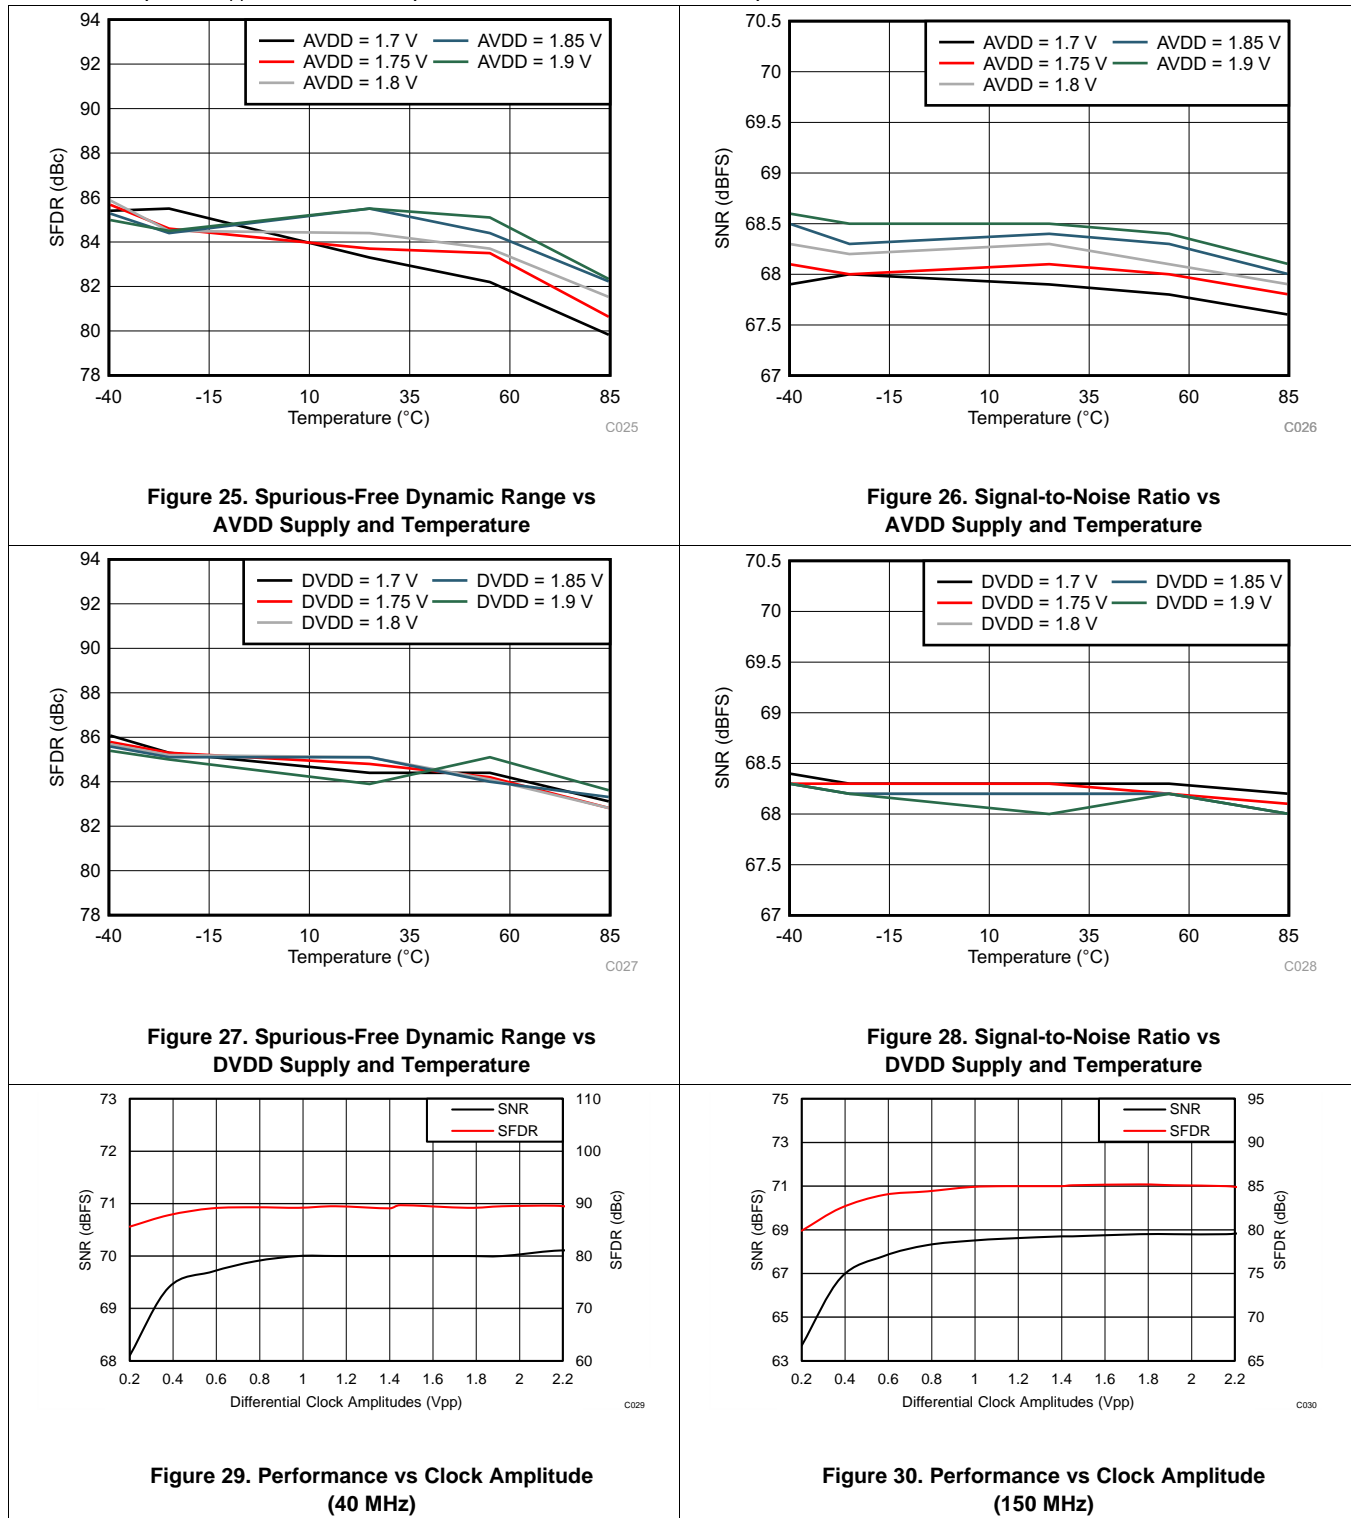 94
92
90
88
86
84
82
80
78
SFDR (dBc)
AVDD = 1.7 V
AVDD = 1.75 V
AVDD = 1.8 V
AVDD = 1.85 V
AVDD = 1.9 V
-40 -15 10 35 60 85
Temperature (°C)
C025
Figure 25. Spurious-Free Dynamic Range vs
AVDD Supply and Temperature
70.5
70
69.5
69
68.5
68
67.5
67
SNR (dBFS)
AVDD = 1.7 V
AVDD = 1.75 V
AVDD = 1.8 V
AVDD = 1.85 V
AVDD = 1.9 V
-40 -15 10 35 60 85
Temperature (°C)
C026
Figure 26. Signal-to-Noise Ratio vs
AVDD Supply and Temperature
94
92
90
88
86
84
82
80
78
SFDR (dBc)
DVDD = 1.7 V
DVDD = 1.75 V
DVDD = 1.8 V
DVDD = 1.85 V
DVDD = 1.9 V
-40 -15 10 35 60 85
Temperature (°C)
C027
Figure 27. Spurious-Free Dynamic Range vs
DVDD Supply and Temperature
70.5
70
69.5
69
68.5
68
67.5
67
SNR (dBFS)
DVDD = 1.7 V
DVDD = 1.75 V
DVDD = 1.8 V
DVDD = 1.85 V
DVDD = 1.9 V
-40 -15 10 35 60 85
Temperature (°C)
C028
Figure 28. Signal-to-Noise Ratio vs
DVDD Supply and Temperature
73
72
71
70
69
68
SNR (dBFS)
SNR
SFDR
110
100
90
80
70
60
SFDR (dBc)
0.2 0.4 0.6 0.8 1 1.2 1.4 1.6 1.8 2 2.2
Differential Clock Amplitudes (Vpp)
C029
Figure 29. Performance vs Clock Amplitude
(40 MHz)
75
73
71
69
67
65
63
SNR (dBFS)
SNR
SFDR
95
90
85
80
75
70
65
SFDR (dBc)
0.2 0.4 0.6 0.8 1 1.2 1.4 1.6 1.8 2 2.2
Differential Clock Amplitudes (Vpp)
C030
Figure 30. Performance vs Clock Amplitude
(150 MHz)